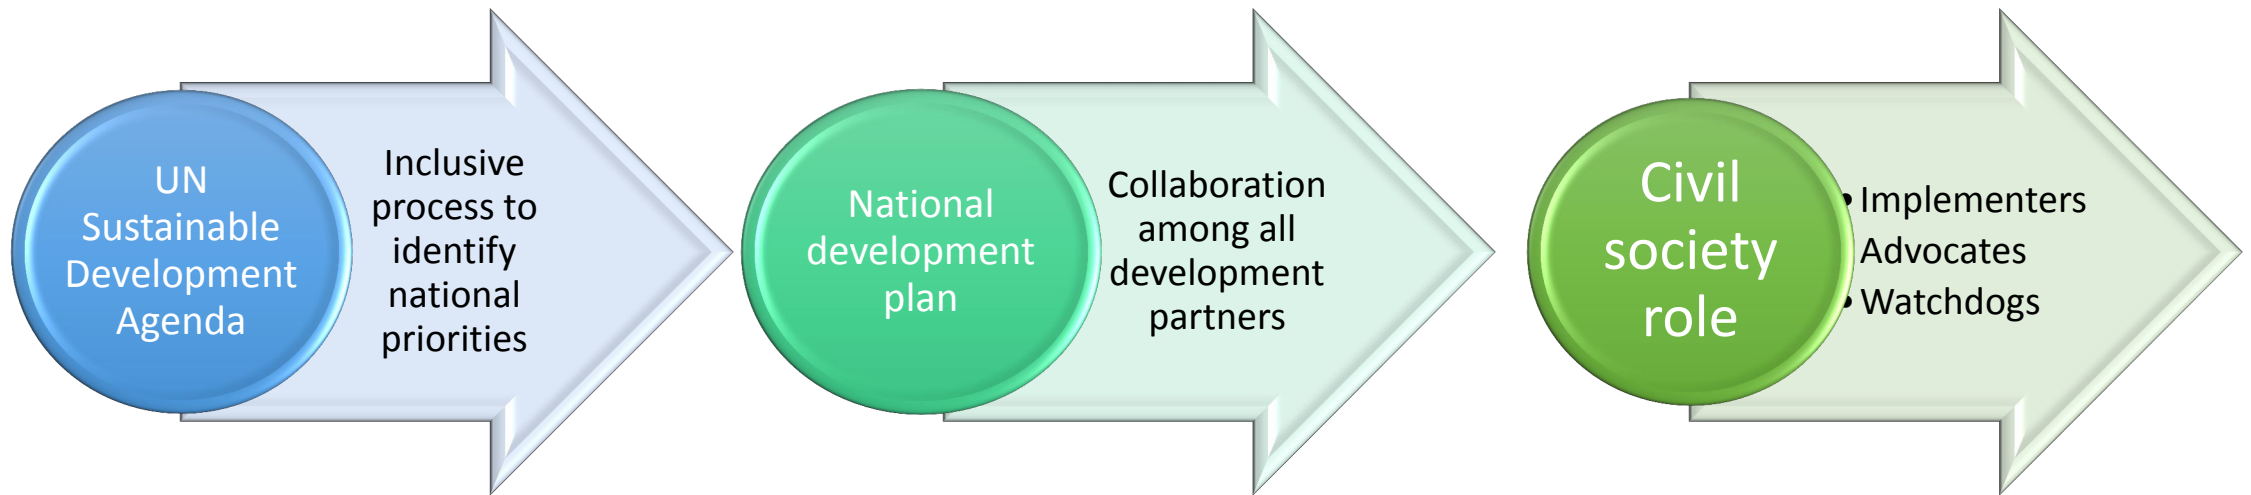 UN
Sustainable
Development
Agenda
Inclusive
process to
identify
national
priorities
National
development
plan
Collaboration
among all
development
partners
Civil
society
role
• Implementers
Advocates
• Watchdogs